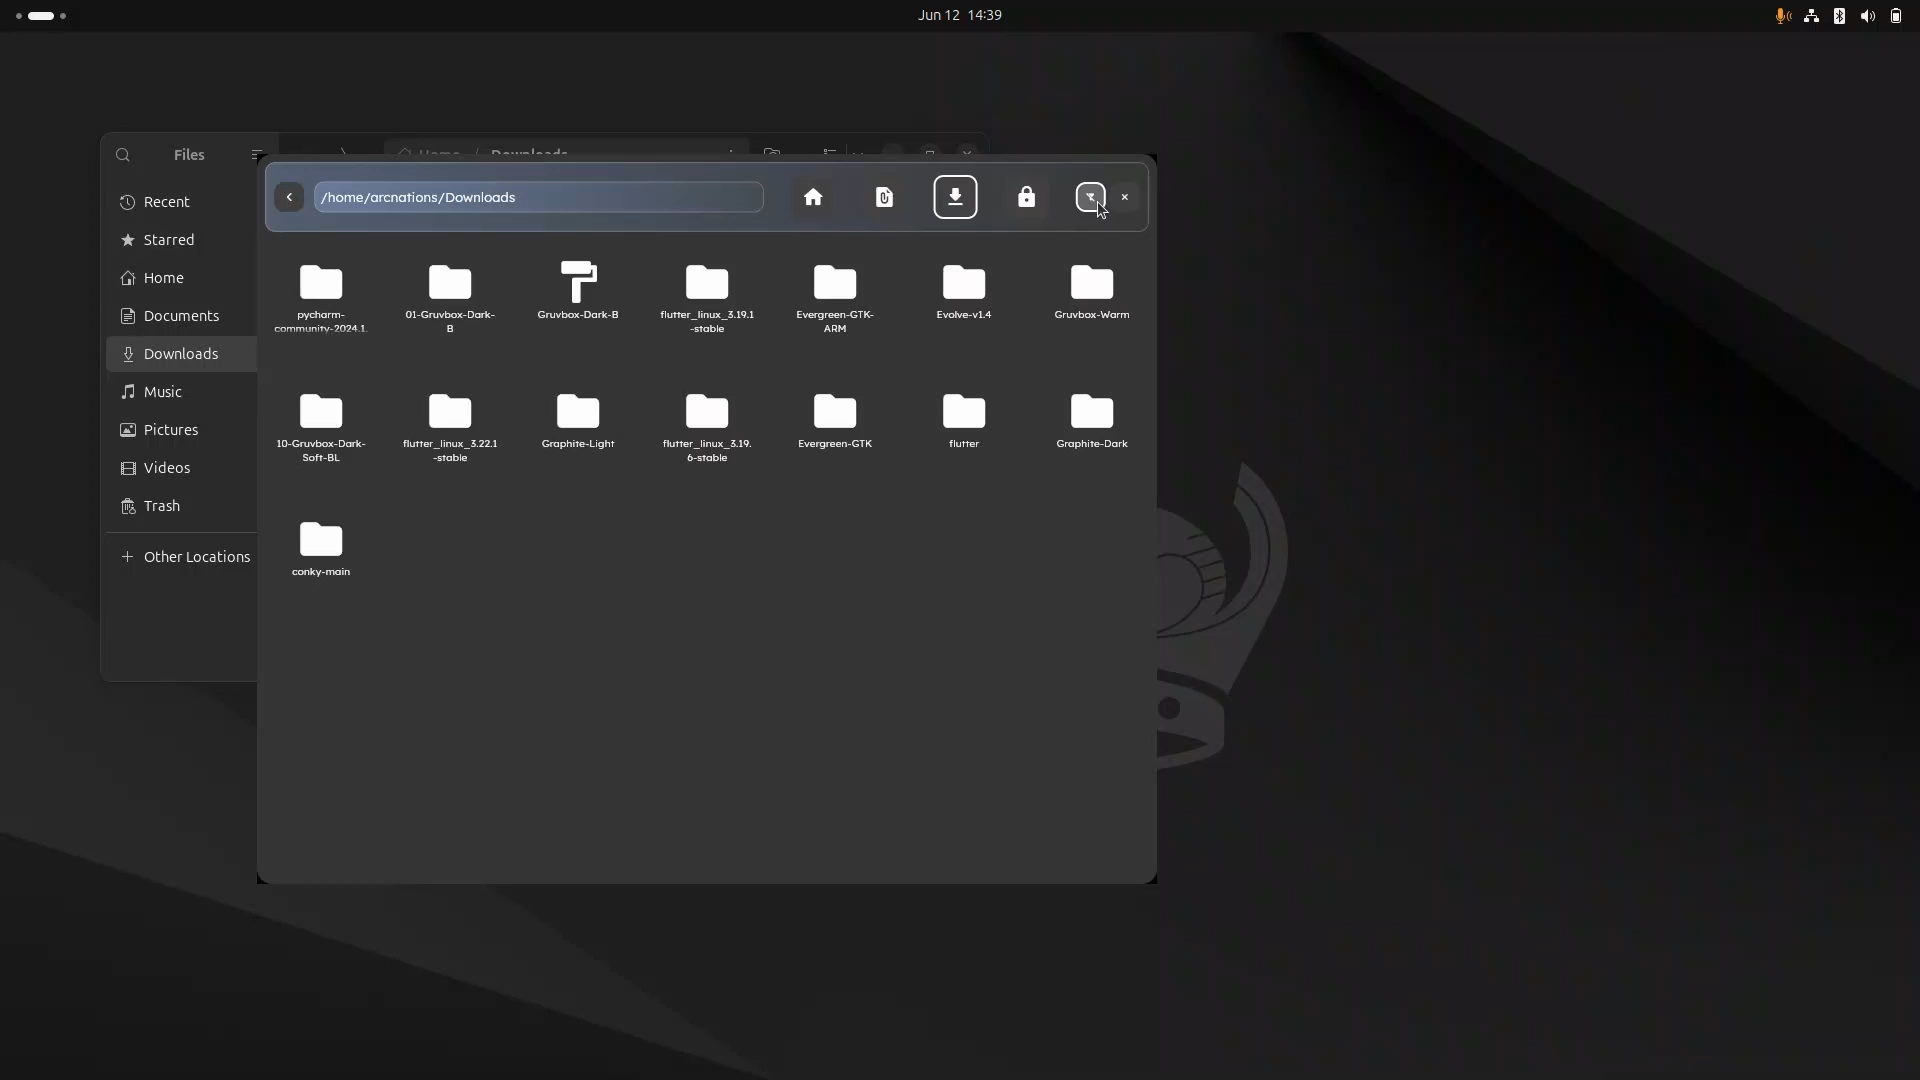 Jun 12 14:39
Files
Home / Downloads
Recent
Starred
Home
Documents
Downloads
Music
Pictures
Videos
Trash
Other Locations
/home/arcnations/Downloads
pycharm-
community-2024.1.
01-Gruvbox-Dark-
B
Gruvbox-Dark-B
flutter_linux_3.19.1
-stable
Evergreen-GTK-
ARM
Evolve-v1.4
Gruvbox-Warm
10-Gruvbox-Dark-
Soft-BL
flutter_linux_3.22.1
-stable
Graphite-Light
flutter_linux_3.19.
6-stable
Evergreen-GTK
flutter
Graphite-Dark
conky-main